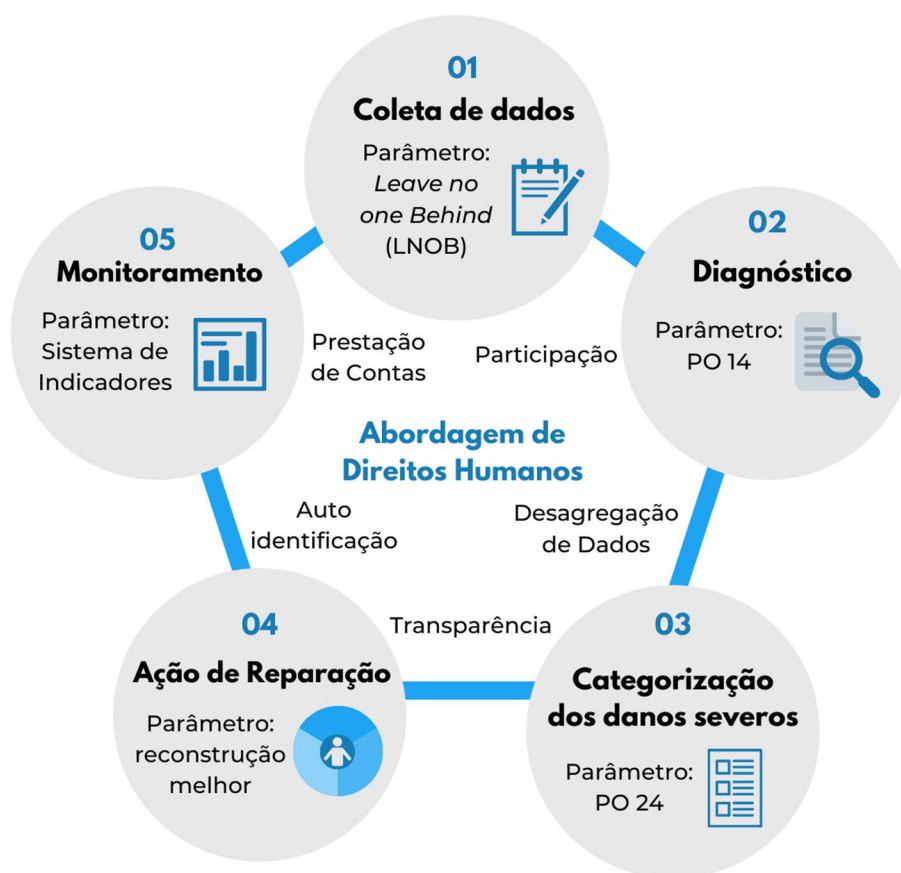 01
Coleta de dados
Parâmetro:
Leave no
one Behind
(LNOB)
02
Diagnóstico
Parâmetro:
PO 14
03
Categorização
dos danos severos
Parâmetro:
PO 24
04
Ação de Reparação
Parâmetro:
reconstrução
melhor
05
Monitoramento
Parâmetro:
Sistema de
Indicadores
Prestação
de Contas
Participação
Abordagem de
Direitos Humanos
Auto
identificação
Desagregação
de Dados
Transparência